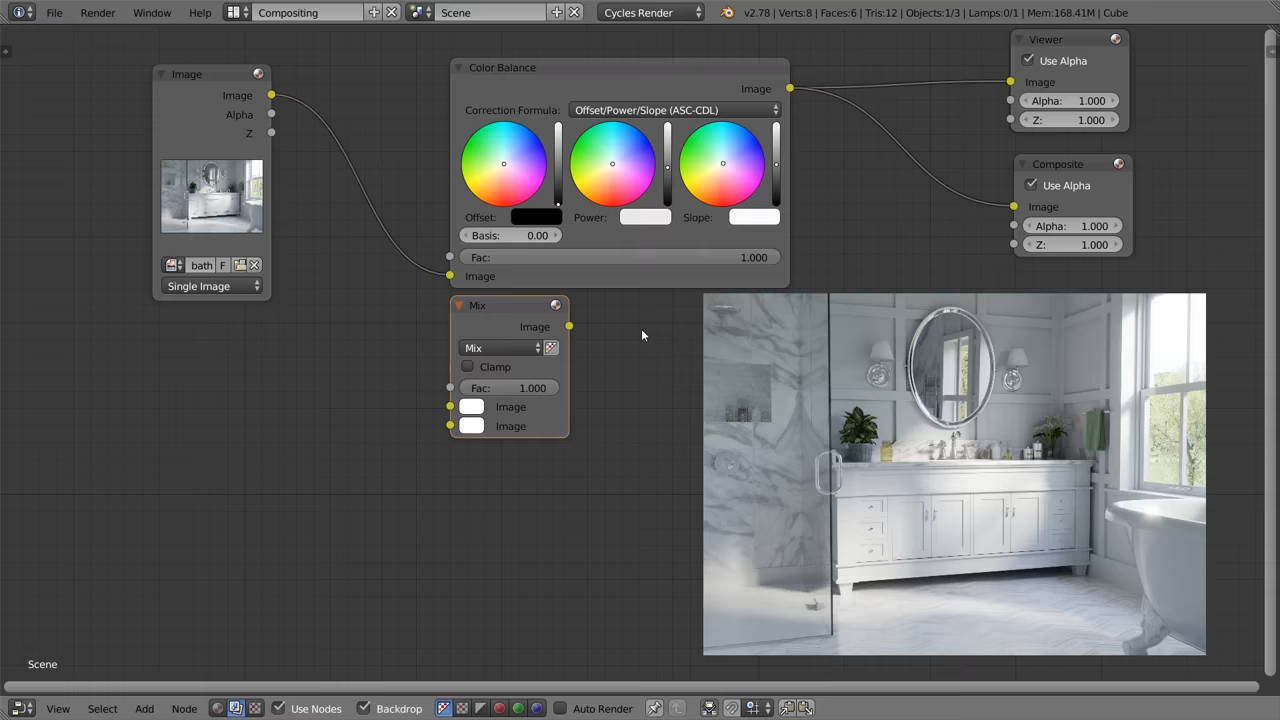 File Render Window Help Compositing Scene Cycles Render v2.78 | Verts:8 | Faces:6 | Tris:12 | Objects:1/3 | Lamps:0/1 | Mem:168.41M | Cube
Image
Image
Alpha
Z
bath F
Single Image
Color Balance
Image
Correction Formula: Offset/Power/Slope (ASC-CDL)
Offset: Power: Slope:
Basis: 0.00
Fac: 1.000
Image
Mix
Image
Mix
Clamp
Fac: 1.000
Image
Image
Viewer
Use Alpha
Image
Alpha: 1.000
Z: 1.000
Composite
Use Alpha
Image
Alpha: 1.000
Z: 1.000
Scene
View Select Add Node Use Nodes Backdrop Auto Render